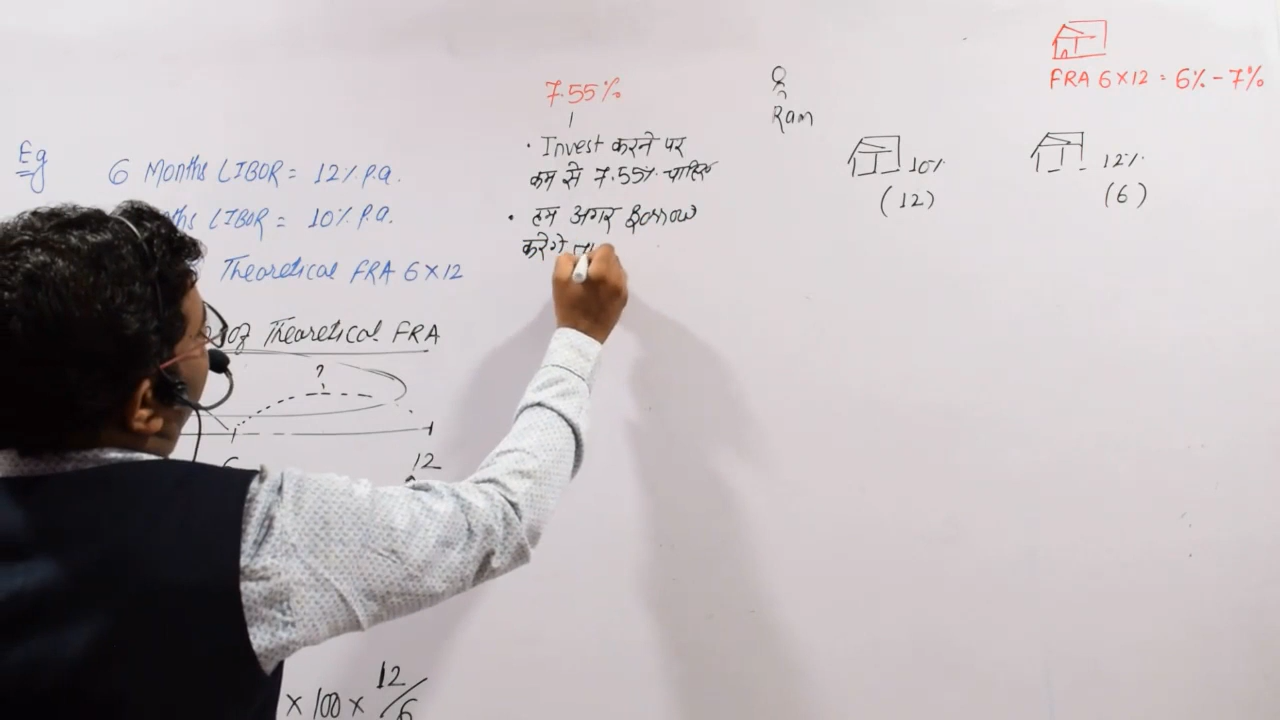 Eg
6 Months LIBOR = 12% P.a.
ths LIBOR = 10% P.a.
Theoretical FRA 6×12
of Theoretical FRA
?
12
× 100 × 12/6
7.55%
• Invest करने पर
कम से 7.55% चाहिए
• हम अगर Borrow
करेंगे
Ram
FRA 6×12 = 6% - 7%
10%
(12)
12%
(6)